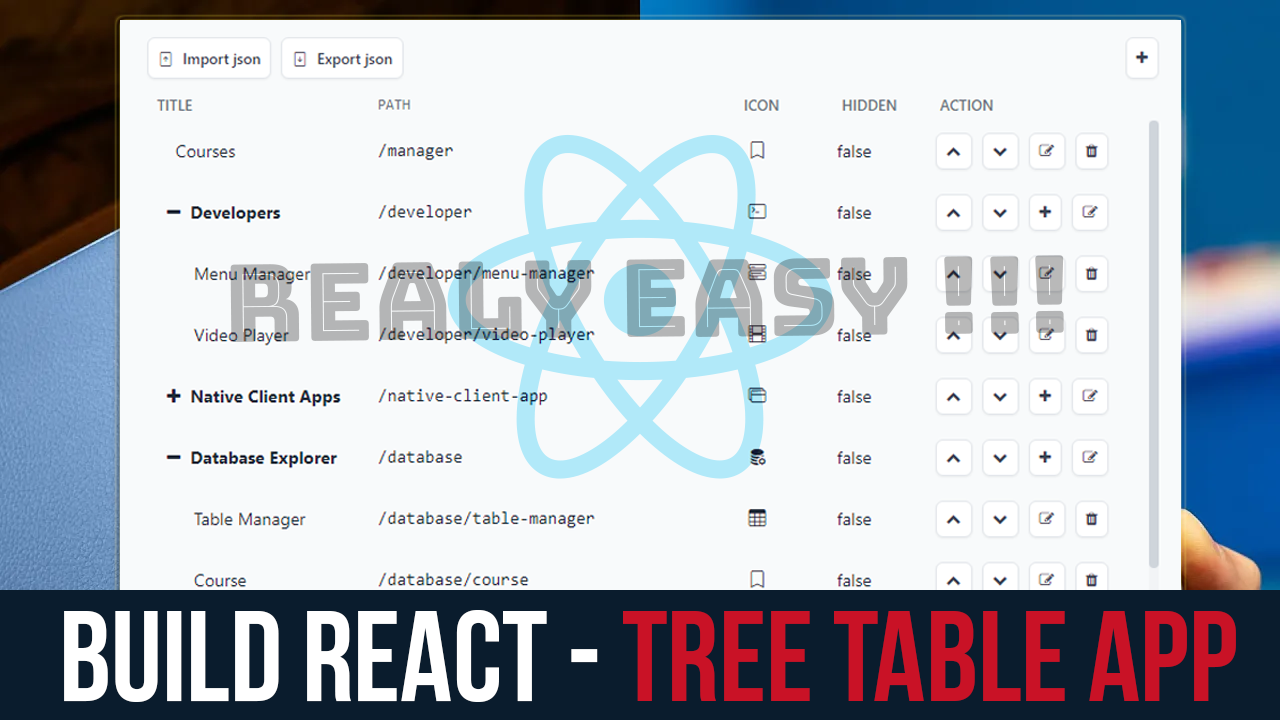 Import json Export json
TITLE PATH ICON HIDDEN ACTION
Courses /manager false
Developers /developer false
Menu Manager /developer/menu-manager false
REALY EASY !!!
Video Player /developer/video-player false
Native Client Apps /native-client-app false
Database Explorer /database false
Table Manager /database/table-manager false
Course /database/course false
BUILD REACT - TREE TABLE APP